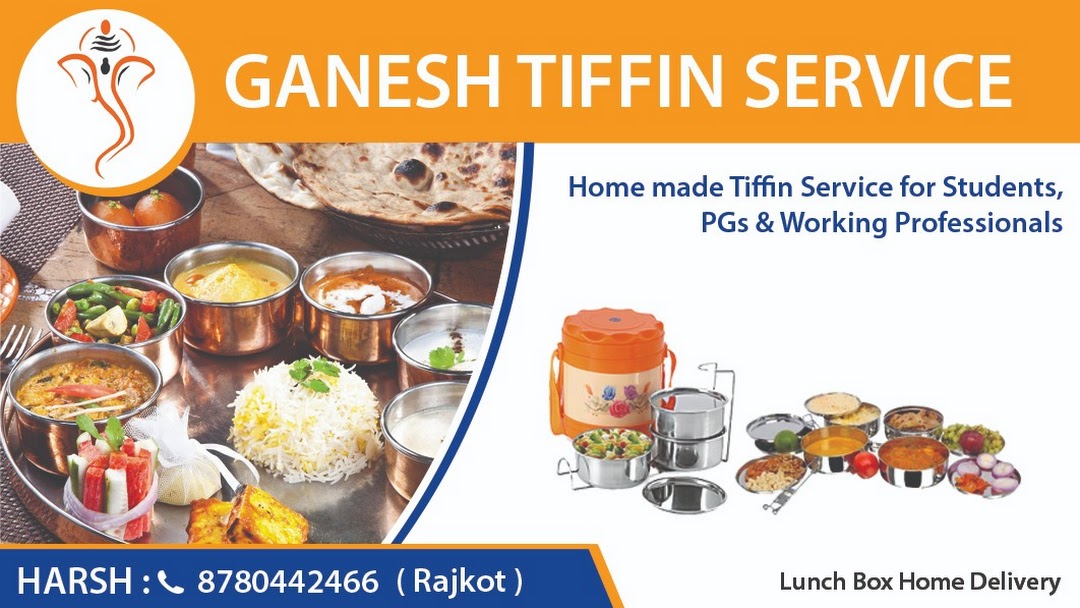 GANESH TIFFIN SERVICE
Home made Tiffin Service for Students,
PGs & Working Professionals
HARSH : 8780442466 ( Rajkot )
Lunch Box Home Delivery